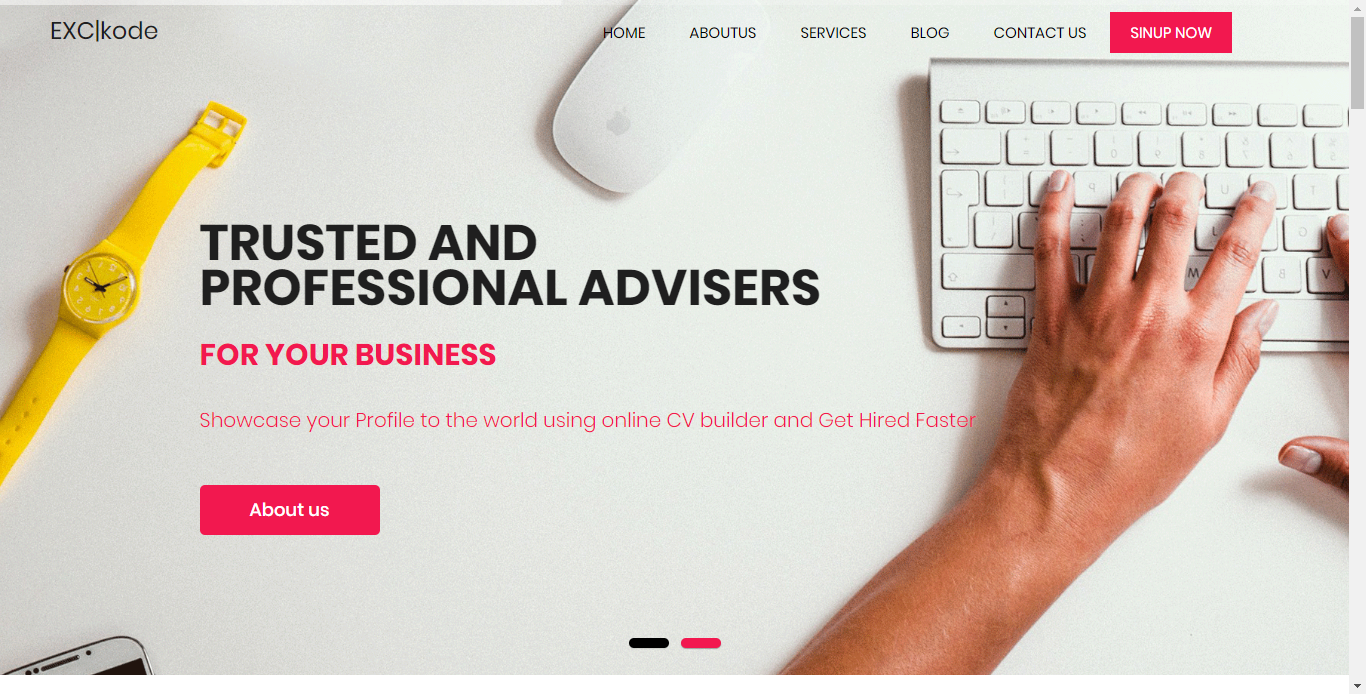 EXC|kode
HOME ABOUTUS SERVICES BLOG CONTACT US SINUP NOW
TRUSTED AND
PROFESSIONAL ADVISERS
FOR YOUR BUSINESS
Showcase your Profile to the world using online CV builder and Get Hired Faster
About us